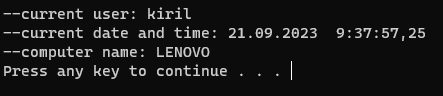 --current user: kiril
--current date and time: 21.09.2023  9:37:57,25
--computer name: LENOVO
Press any key to continue . . .